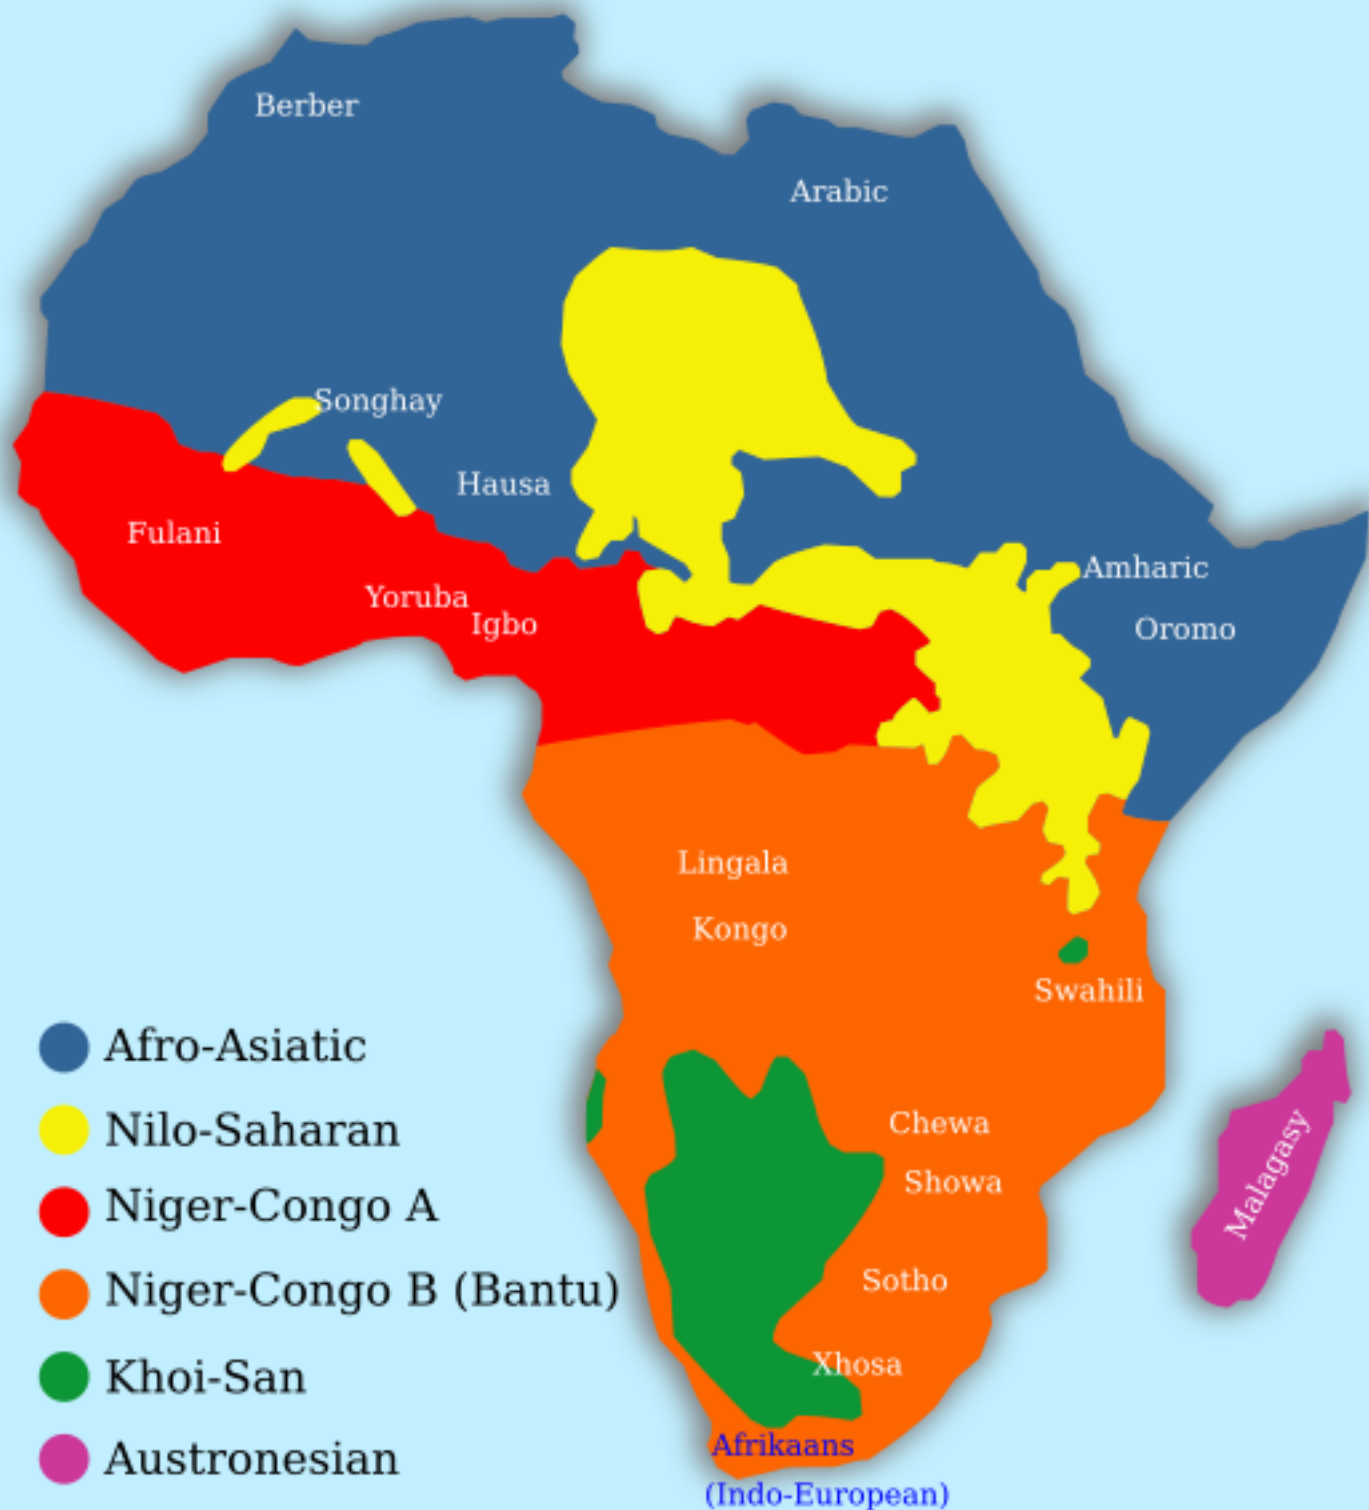 Berber
Arabic
Songhay
Hausa
Fulani
Amharic
Yoruba
Igbo
Oromo
Lingala
Kongo
Swahili
Afro-Asiatic
Nilo-Saharan
Niger-Congo A
Niger-Congo B (Bantu)
Khoi-San
Austronesian
Chewa
Showa
Malagasy
Sotho
Xhosa
Afrikaans
(Indo-European)